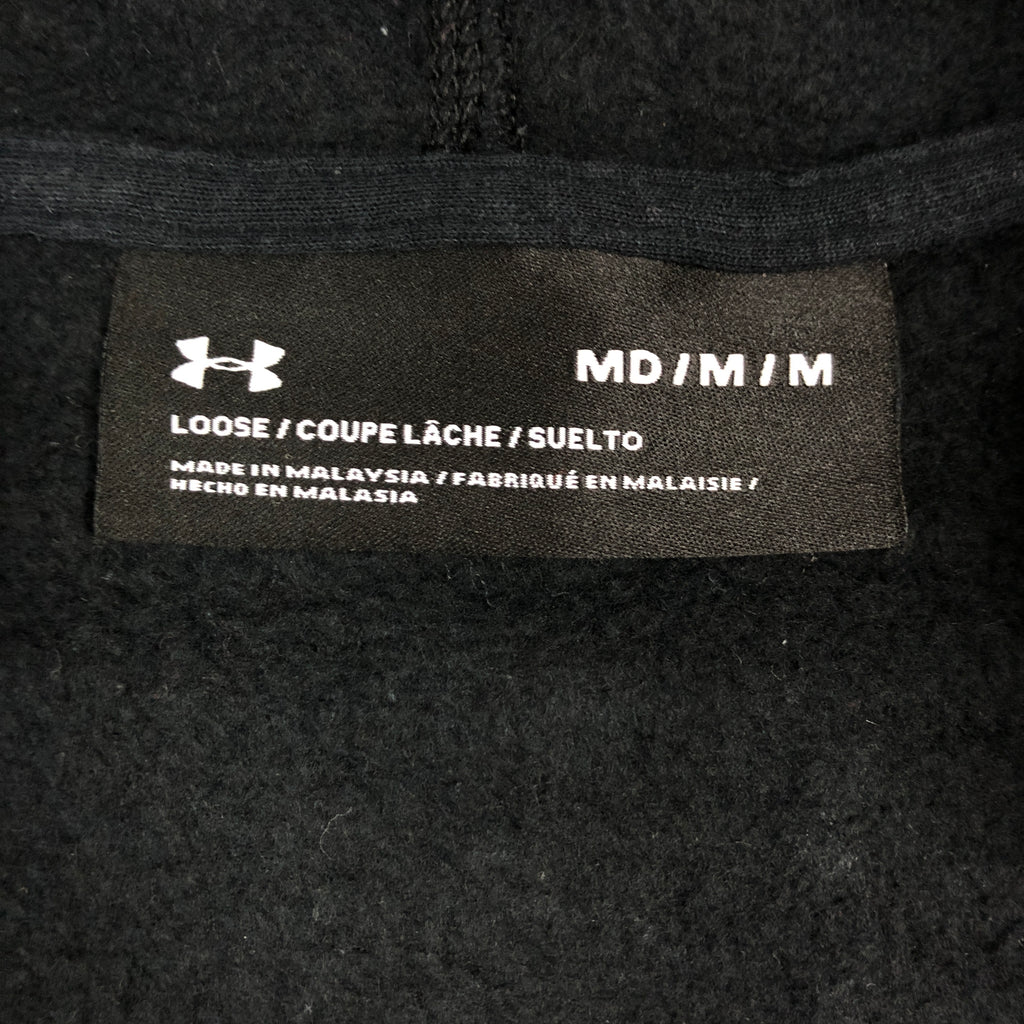 MD / M / M
LOOSE / COUPE LÂCHE / SUELTO
MADE IN MALAYSIA / FABRIQUÉ EN MALAISIE /
HECHO EN MALASIA